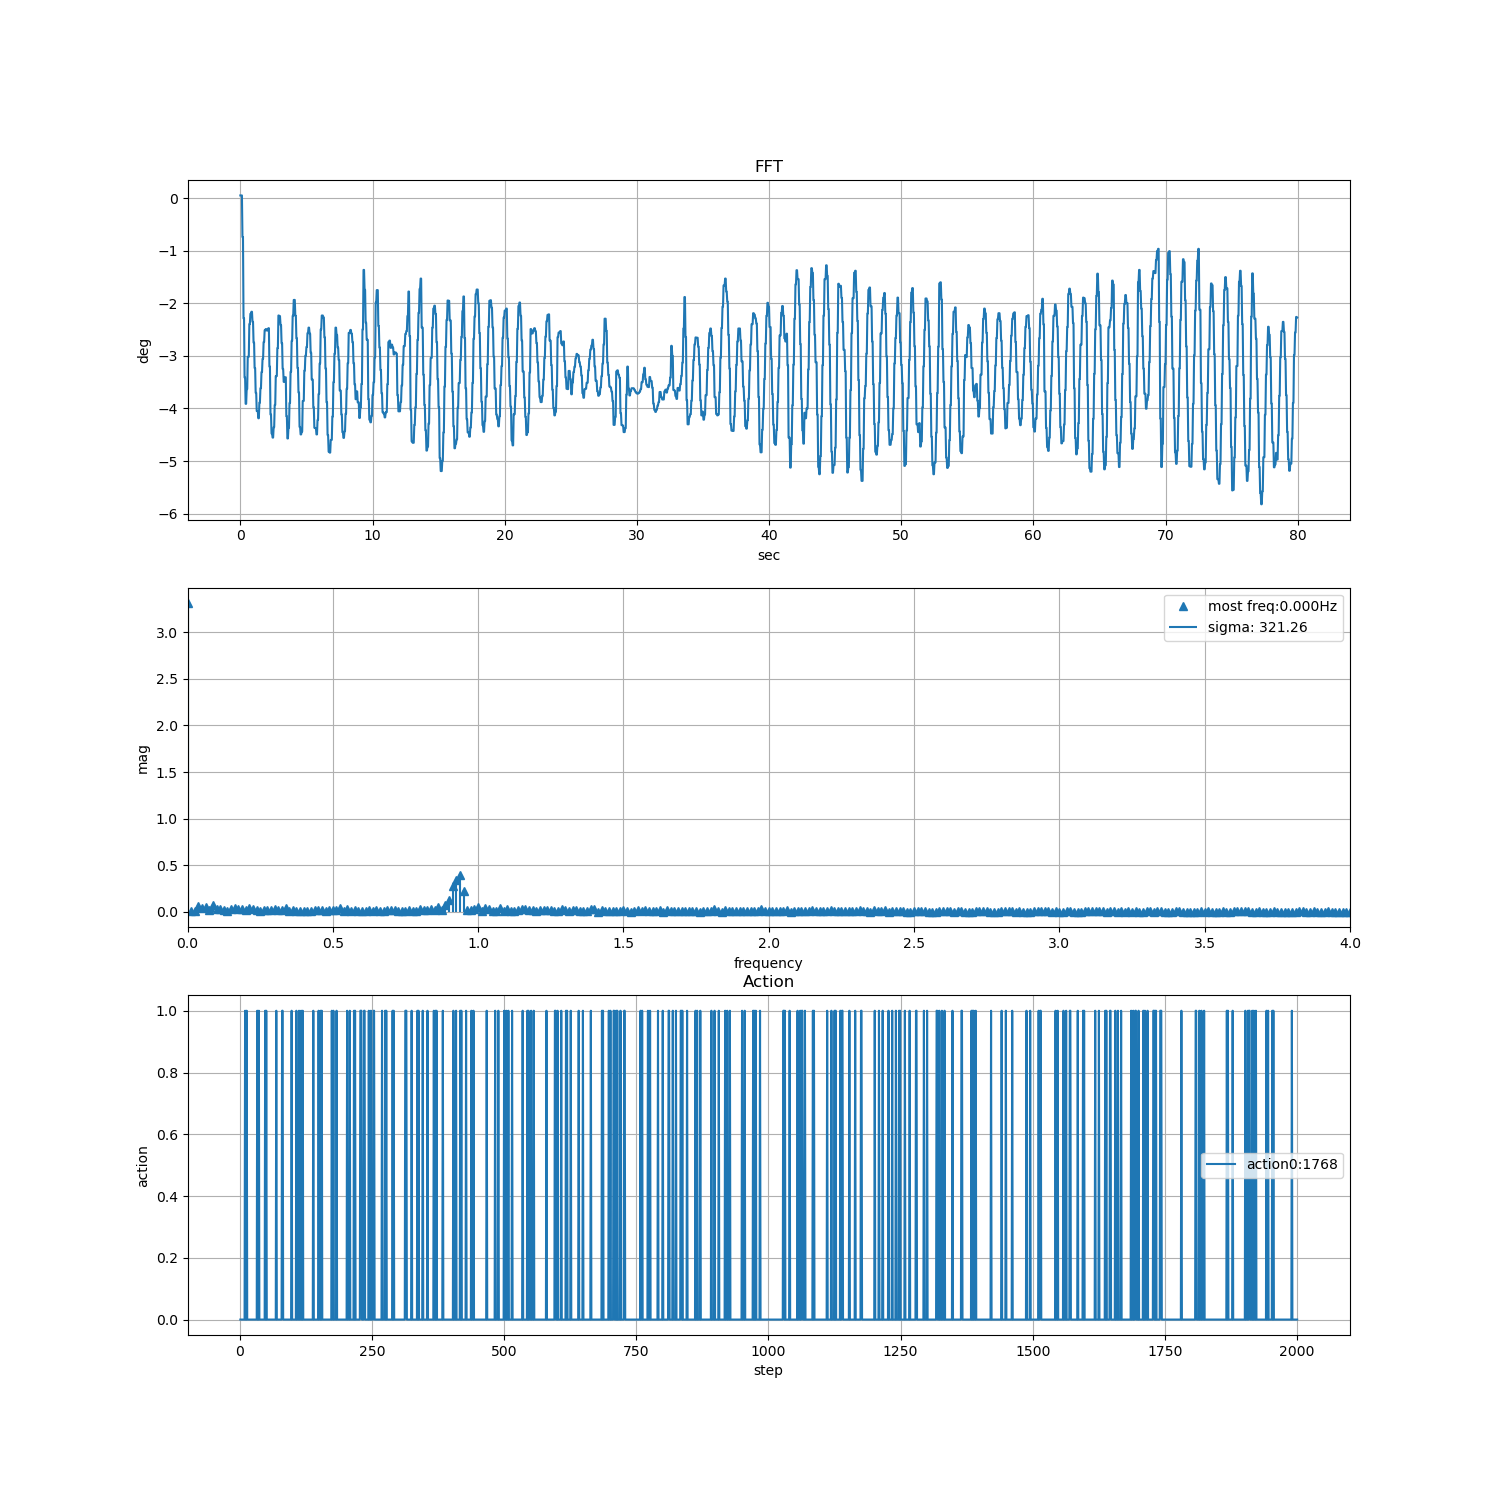 FFT
0
−1
−2
−3
−4
−5
−6
deg
0 10 20 30 40 50 60 70 80
sec
most freq:0.000Hz
sigma: 321.26
3.0
2.5
2.0
1.5
1.0
0.5
0.0
mag
0.0 0.5 1.0 1.5 2.0 2.5 3.0 3.5 4.0
frequency
Action
1.0
0.8
0.6
0.4
0.2
0.0
action
action0:1768
0 250 500 750 1000 1250 1500 1750 2000
step